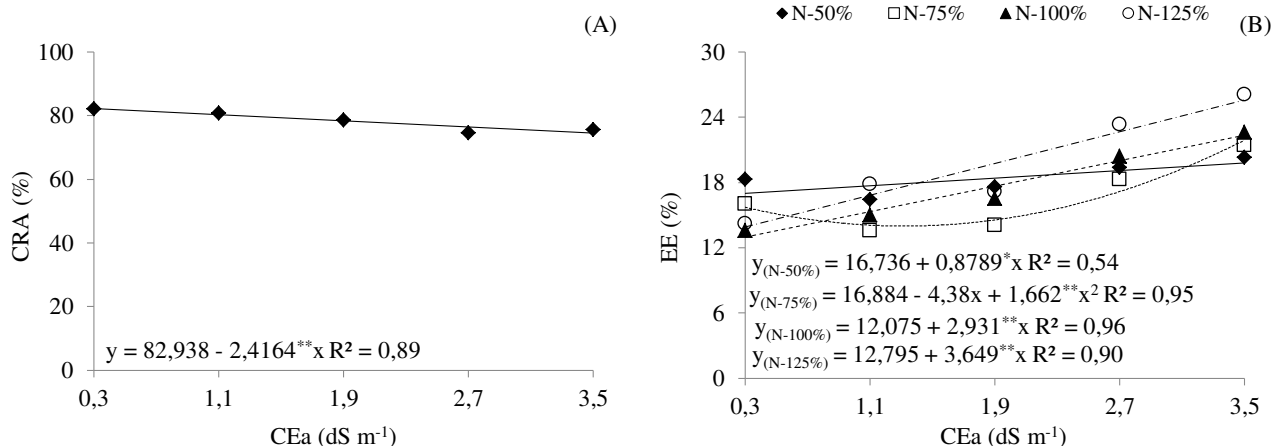 (A)
100
80
60
40
20
0
CRA (%)
y = 82,938 - 2,4164**x R² = 0,89
0,3 1,1 1,9 2,7 3,5
CEa (dS m⁻¹)
N-50% N-75% N-100% N-125%
(B)
30
24
18
12
6
0
EE (%)
y(N-50%) = 16,736 + 0,8789*x R² = 0,54
y(N-75%) = 16,884 - 4,38x + 1,662**x² R² = 0,95
y(N-100%) = 12,075 + 2,931**x R² = 0,96
y(N-125%) = 12,795 + 3,649**x R² = 0,90
0,3 1,1 1,9 2,7 3,5
CEa (dS m⁻¹)